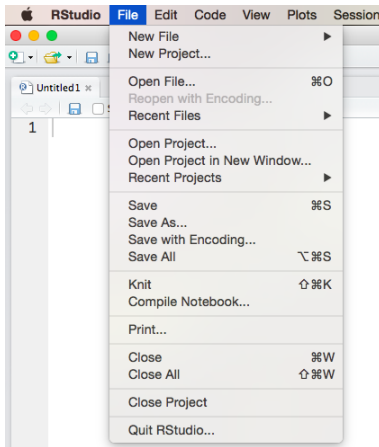 RStudio File Edit Code View Plots Session
New File
New Project...
Open File... ⌘O
Reopen with Encoding...
Recent Files
Open Project...
Open Project in New Window...
Recent Projects
Save ⌘S
Save As...
Save with Encoding...
Save All ⌥⌘S
Knit ⇧⌘K
Compile Notebook...
Print...
Close ⌘W
Close All ⇧⌘W
Close Project
Quit RStudio...
Untitled1
1